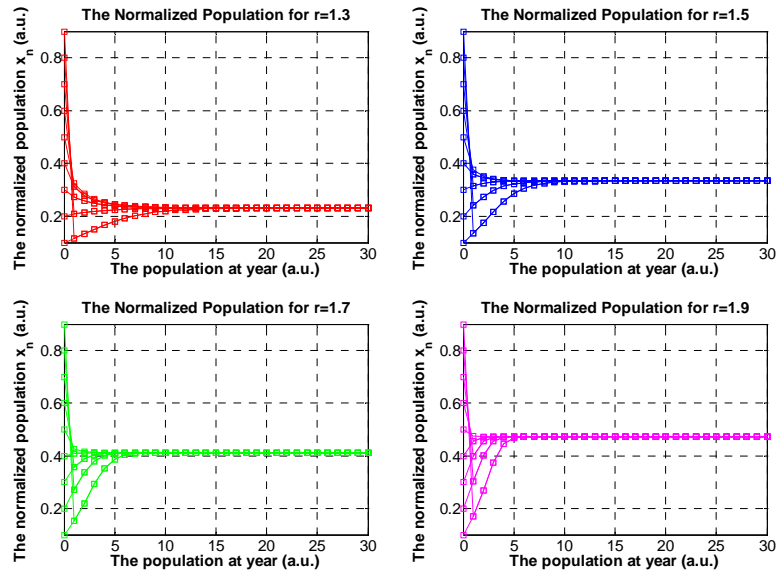 The Normalized Population for r=1.3
The normalized population x_n (a.u.)
0.8
0.6
0.4
0.2
0 5 10 15 20 25 30
The population at year (a.u.)
The Normalized Population for r=1.5
The normalized population x_n (a.u.)
0.8
0.6
0.4
0.2
0 5 10 15 20 25 30
The population at year (a.u.)
The Normalized Population for r=1.7
The normalized population x_n (a.u.)
0.8
0.6
0.4
0.2
0 5 10 15 20 25 30
The population at year (a.u.)
The Normalized Population for r=1.9
The normalized population x_n (a.u.)
0.8
0.6
0.4
0.2
0 5 10 15 20 25 30
The population at year (a.u.)